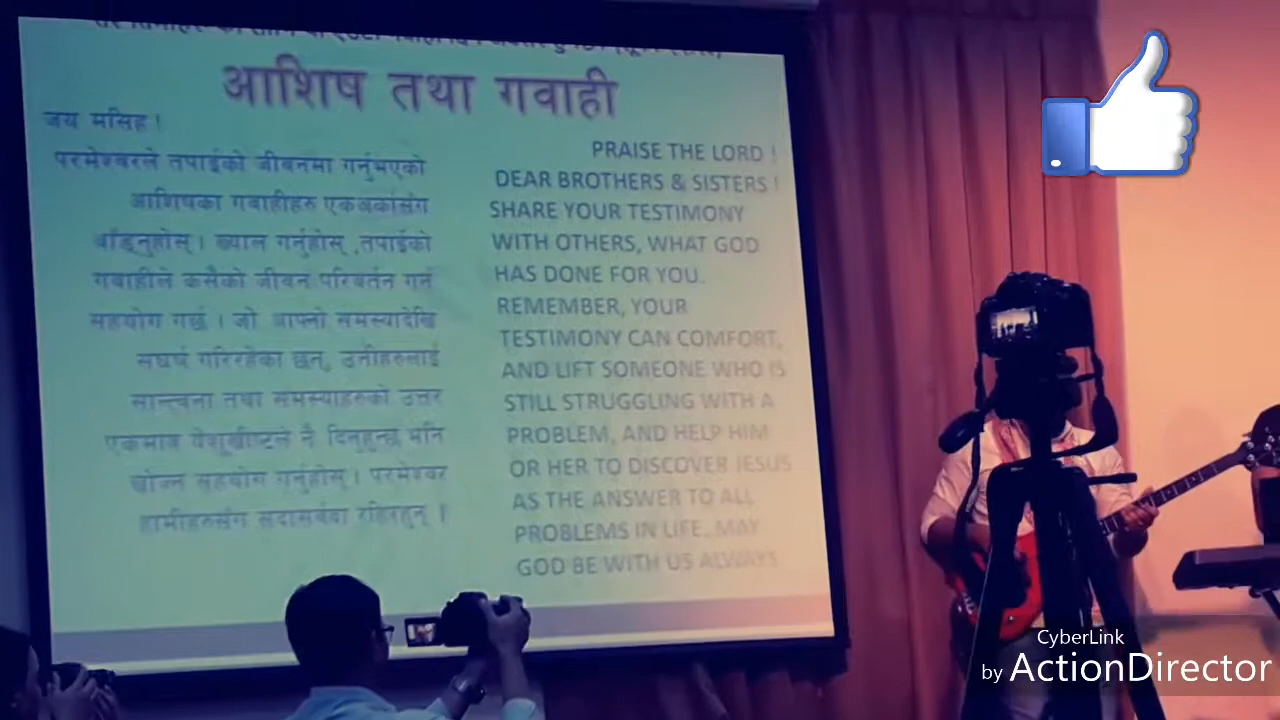 आशिष तथा गवाही
जय मसिह !
परमेश्वरले तपाईको जीवनमा गर्नुभएको
आशिषका गवाहीहरु एकअर्कासंग
बाँड्नुहोस् । ख्याल गर्नुहोस् ,तपाईको
गवाहीले कसैको जीवन परिवर्तन गर्न
सहयोग गर्छ । जो आफ्नो समस्यादेखि
संघर्ष गरिरहेका छन्, उनीहरुलाई
सान्त्वना तथा समस्याहरुको उत्तर
एकमात्र येशूख्रीष्टले नै दिनुहुन्छ भनि
खोज्न सहयोग गर्नुहोस् । परमेश्वर
हामीहरुसंग सदासर्वदा रहिरहुन् ।
PRAISE THE LORD !
DEAR BROTHERS & SISTERS !
SHARE YOUR TESTIMONY
WITH OTHERS, WHAT GOD
HAS DONE FOR YOU.
REMEMBER, YOUR
TESTIMONY CAN COMFORT,
AND LIFT SOMEONE WHO IS
STILL STRUGGLING WITH A
PROBLEM, AND HELP HIM
OR HER TO DISCOVER JESUS
AS THE ANSWER TO ALL
PROBLEMS IN LIFE. MAY
GOD BE WITH US ALWAYS
CyberLink
by ActionDirector